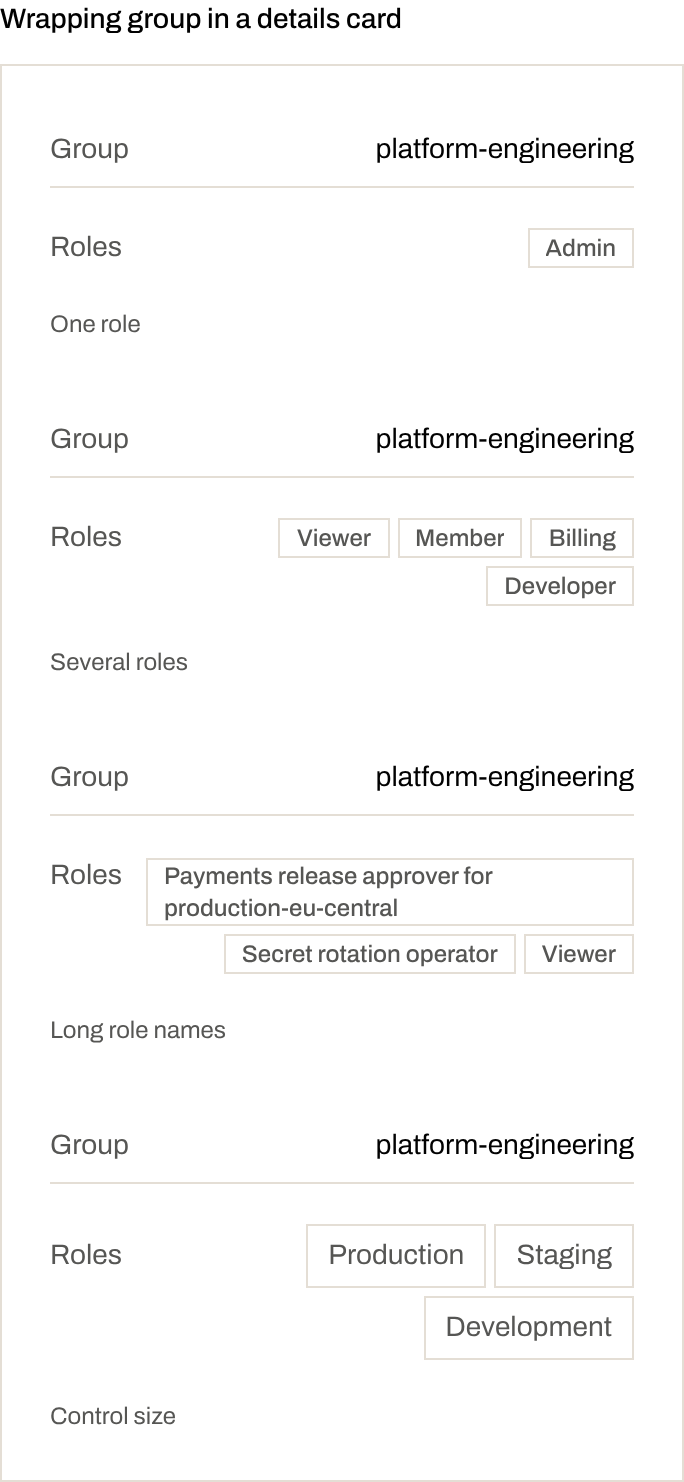 Wrapping group in a details card
Group platform-engineering
Roles Admin
One role
Group platform-engineering
Roles Viewer Member Billing
Developer
Several roles
Group platform-engineering
Roles Payments release approver for
production-eu-central
Secret rotation operator Viewer
Long role names
Group platform-engineering
Roles Production Staging
Development
Control size